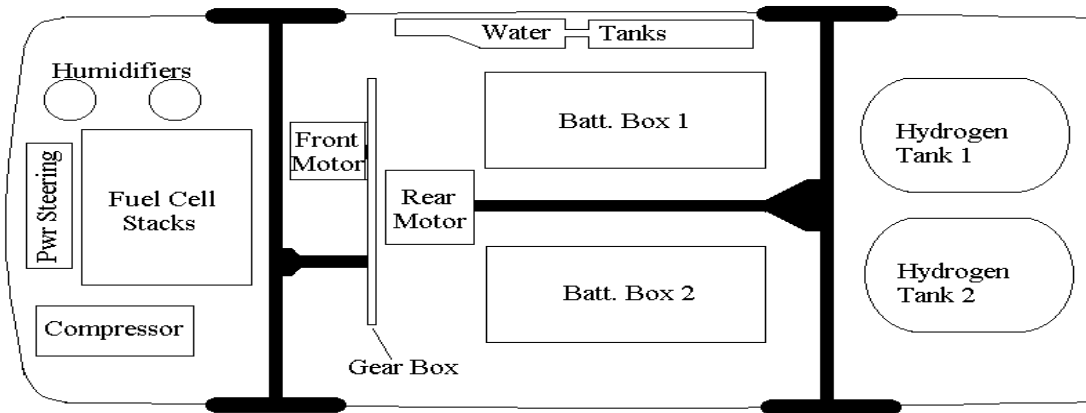 Water Tanks
Humidifiers
Batt. Box 1
Hydrogen
Tank 1
Front
Motor
Pwr Steering
Fuel Cell
Stacks
Rear
Motor
Hydrogen
Tank 2
Batt. Box 2
Compressor
Gear Box